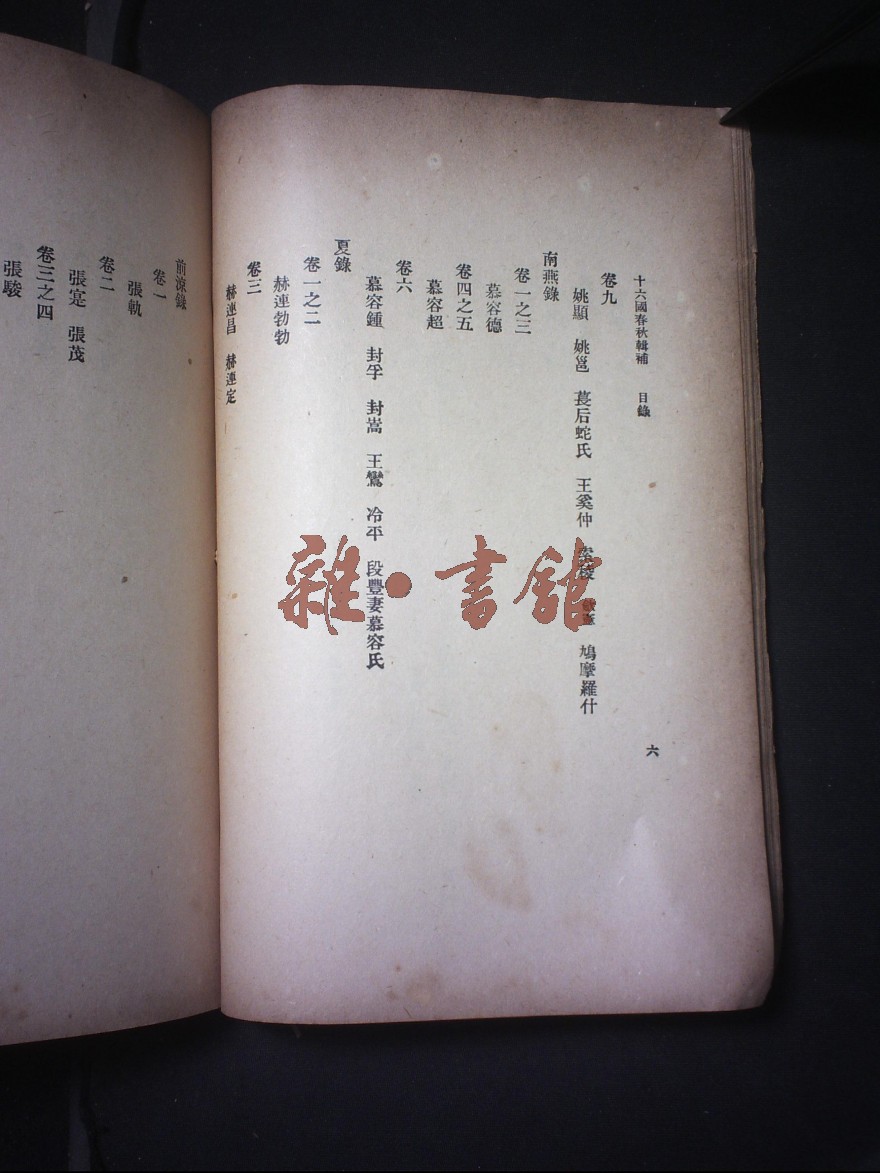 十六國春秋輯補　目錄
六
卷九
姚顯　姚邕　萇后蛇氏　王奚仲　鳩摩羅什
南燕錄
卷一之三
慕容德
卷四之五
慕容超
卷六
慕容鍾　封孚　封嵩　王鸞　冷平　段豐妻慕容氏
夏錄
卷一之二
赫連勃勃
卷三
赫連昌　赫連定
前涼錄
卷一
張軌
卷二
張寔　張茂
卷三之四
張駿
雜·書館